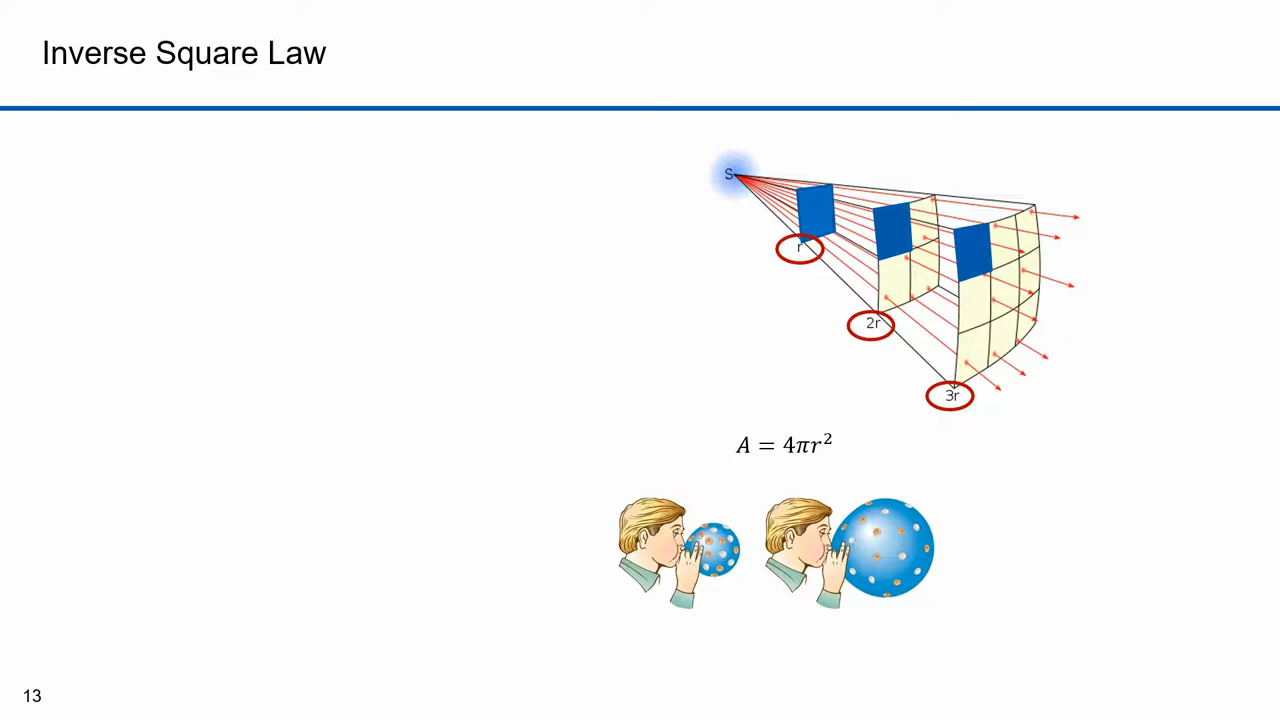 Inverse Square Law
S
r
2r
3r
𝐴 = 4𝜋𝑟²
13